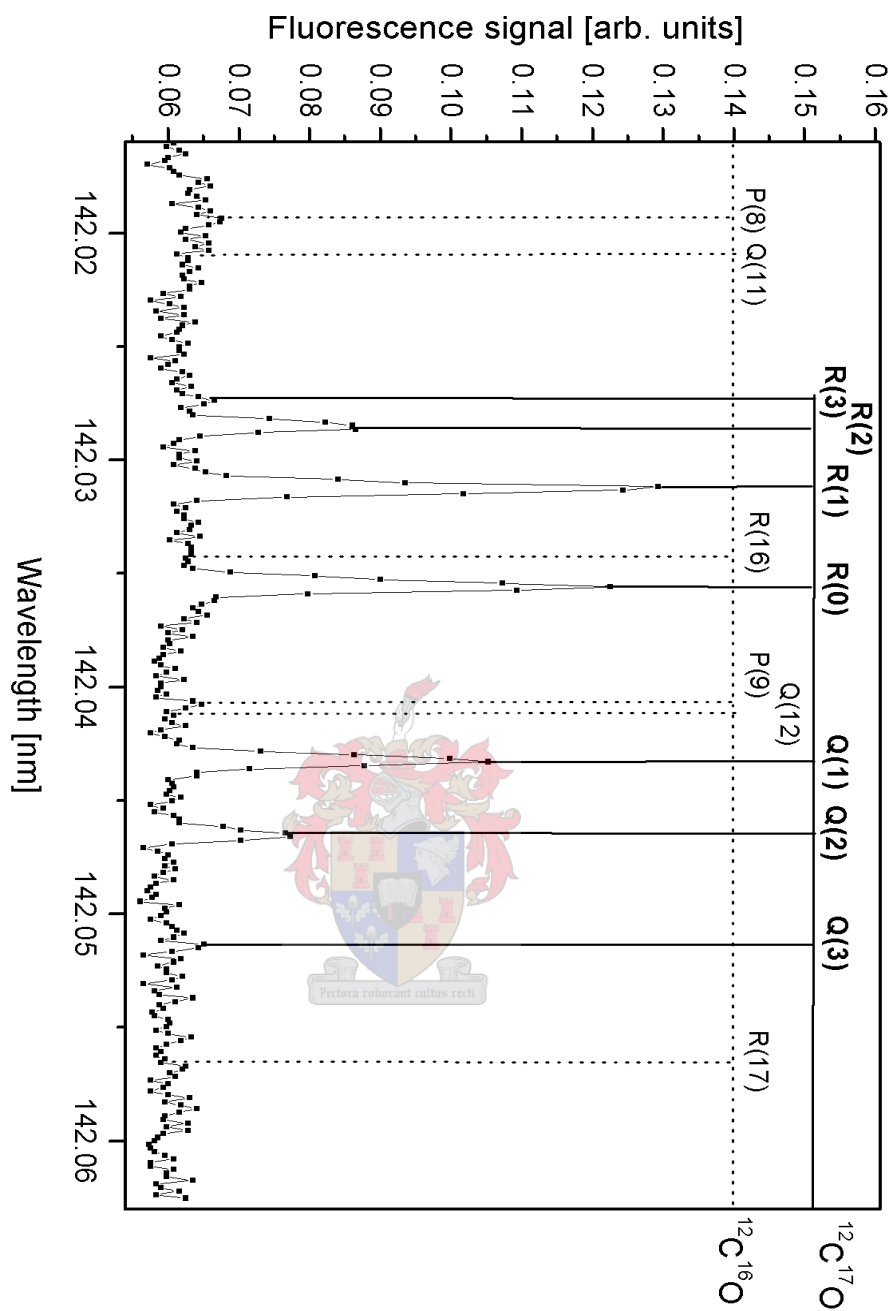 Fluorescence signal [arb. units]
0.16
0.15
0.14
0.13
0.12
0.11
0.10
0.09
0.08
0.07
0.06
R(3) R(2) R(1) R(0) Q(1) Q(2) Q(3) ¹²C¹⁷O
P(8) Q(11) R(16) P(9) Q(12) R(17) ¹²C¹⁶O
142.02 142.03 142.04 142.05 142.06
Wavelength [nm]
Pectora roborant cultus recti